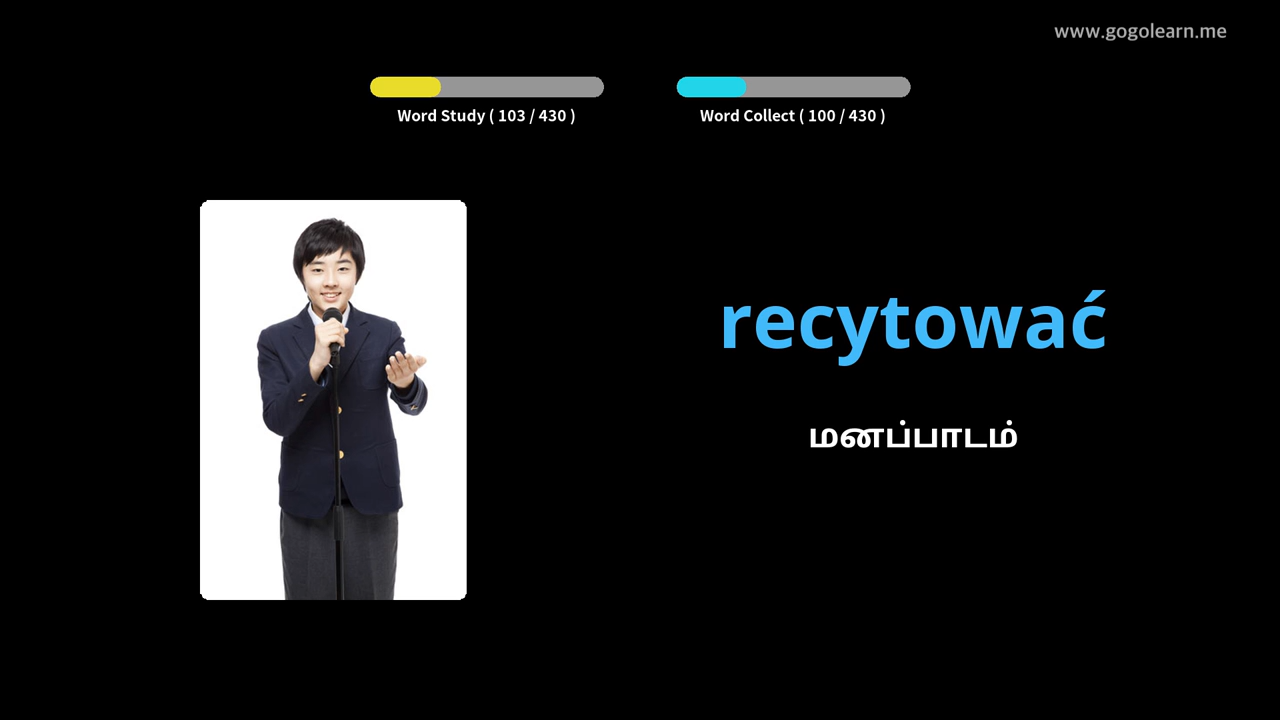 www.gogolearn.me
Word Study ( 103 / 430 )
Word Collect ( 100 / 430 )
recytować
மனப்பாடம்